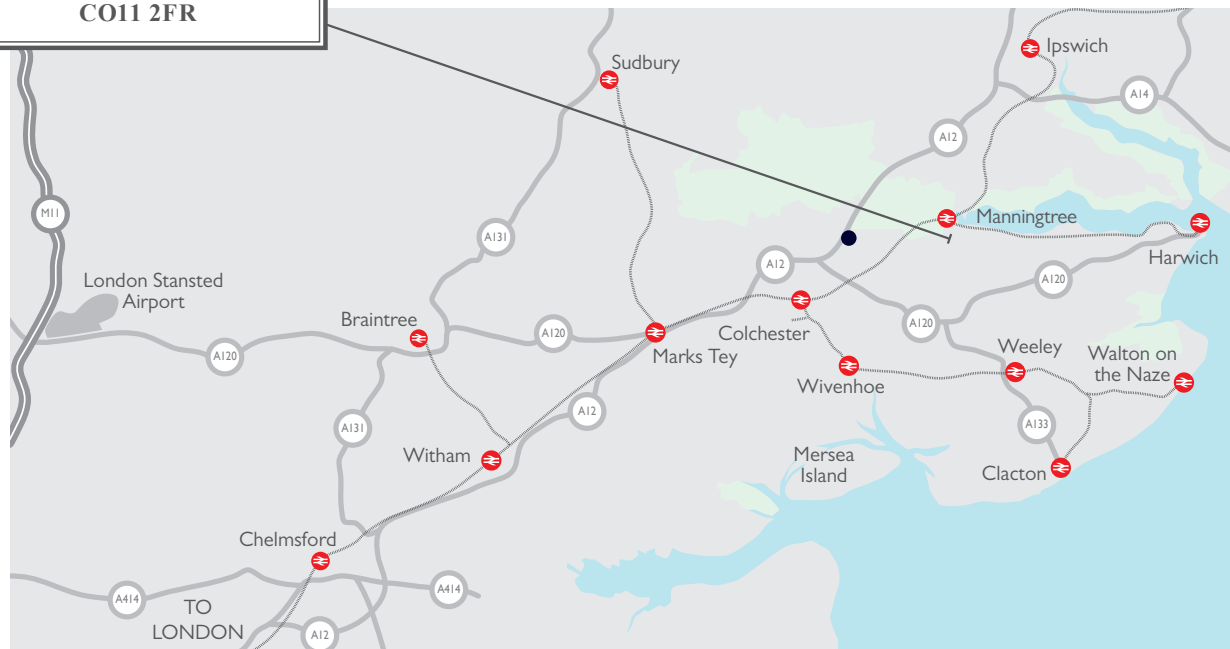 CO11 2FR
Ipswich
Sudbury
A14
A12
M11
Manningtree
A131
Harwich
A12
London Stansted
Airport
A120
Braintree
A120
Colchester
A120
A120
Marks Tey
Weeley
Walton on
the Naze
Wivenhoe
A12
A133
A131
Witham
Mersea
Island
Clacton
Chelmsford
A414
A414
TO
LONDON
A12